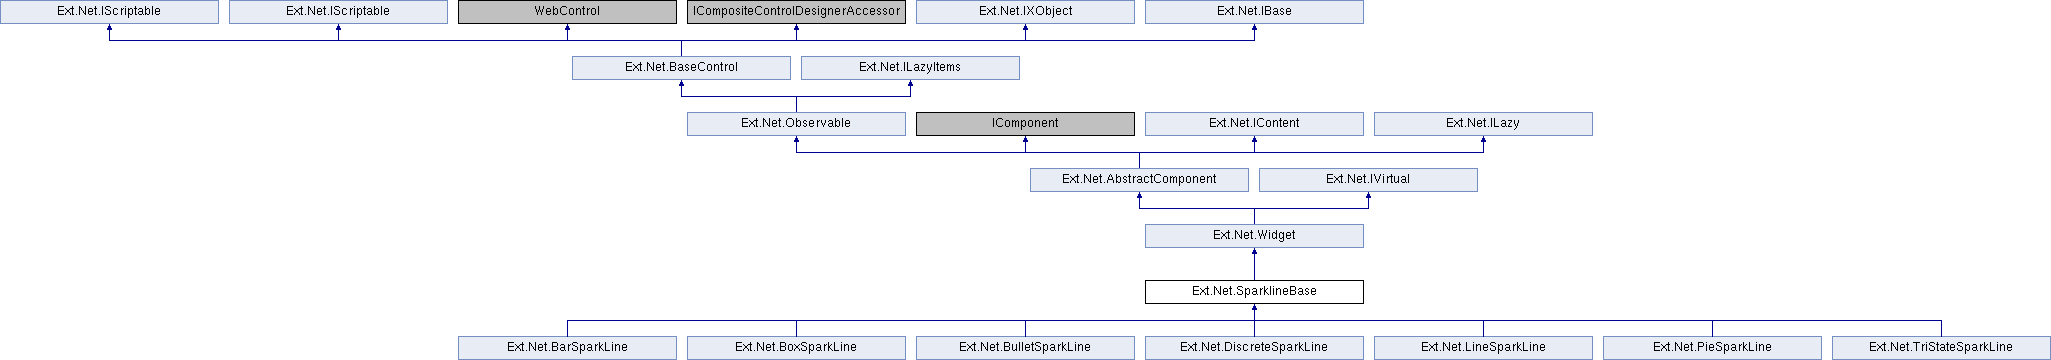 Ext.Net.IScriptable
Ext.Net.IScriptable
WebControl
ICompositeControlDesignerAccessor
Ext.Net.IXObject
Ext.Net.IBase
Ext.Net.BaseControl
Ext.Net.ILazyItems
Ext.Net.Observable
IComponent
Ext.Net.IContent
Ext.Net.ILazy
Ext.Net.AbstractComponent
Ext.Net.IVirtual
Ext.Net.Widget
Ext.Net.SparklineBase
Ext.Net.BarSparkLine
Ext.Net.BoxSparkLine
Ext.Net.BulletSparkLine
Ext.Net.DiscreteSparkLine
Ext.Net.LineSparkLine
Ext.Net.PieSparkLine
Ext.Net.TriStateSparkLine